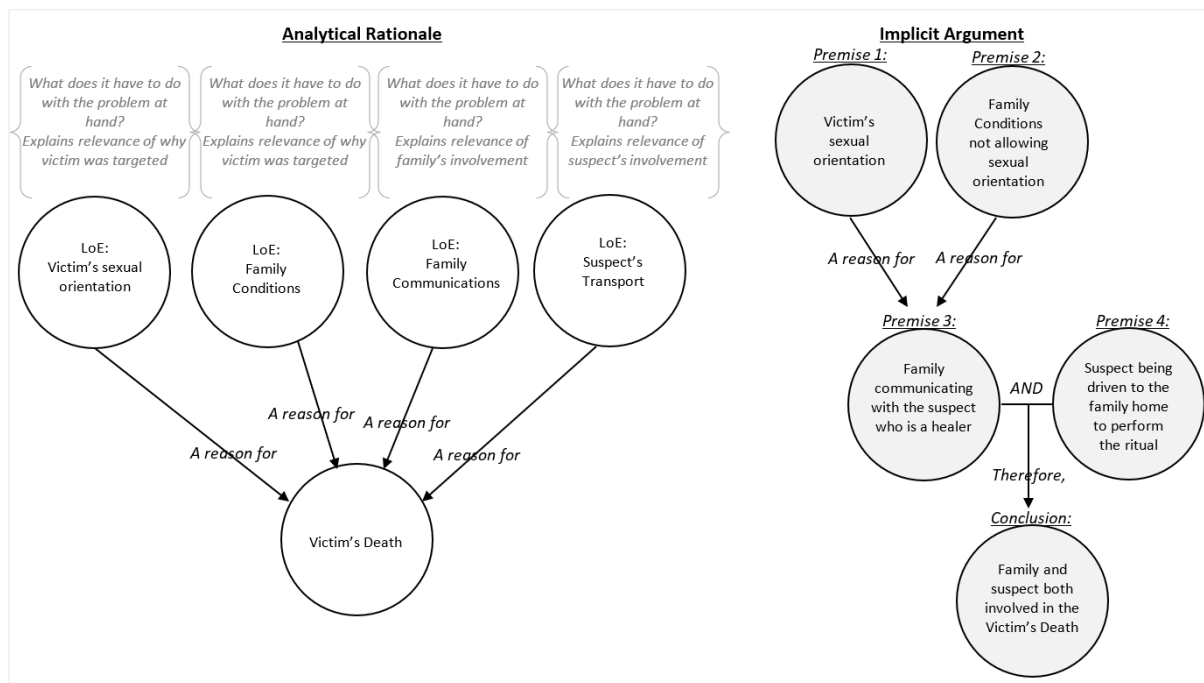 Analytical Rationale
What does it have to do
with the problem at
hand?
Explains relevance of why
victim was targeted
What does it have to do
with the problem at
hand?
Explains relevance of why
victim was targeted
What does it have to do
with the problem at
hand?
Explains relevance of
family's involvement
What does it have to do
with the problem at
hand?
Explains relevance of
suspect's involvement
LoE:
Victim's sexual
orientation
LoE:
Family
Conditions
LoE:
Family
Communications
LoE:
Suspect's
Transport
A reason for
A reason for
A reason for
A reason for
Victim's Death
Implicit Argument
Premise 1:
Victim's
sexual
orientation
Premise 2:
Family
Conditions
not allowing
sexual
orientation
A reason for
A reason for
Premise 3:
Family
communicating
with the suspect
who is a healer
AND
Premise 4:
Suspect being
driven to the
family home
to perform
the ritual
Therefore,
Conclusion:
Family and
suspect both
involved in the
Victim's Death